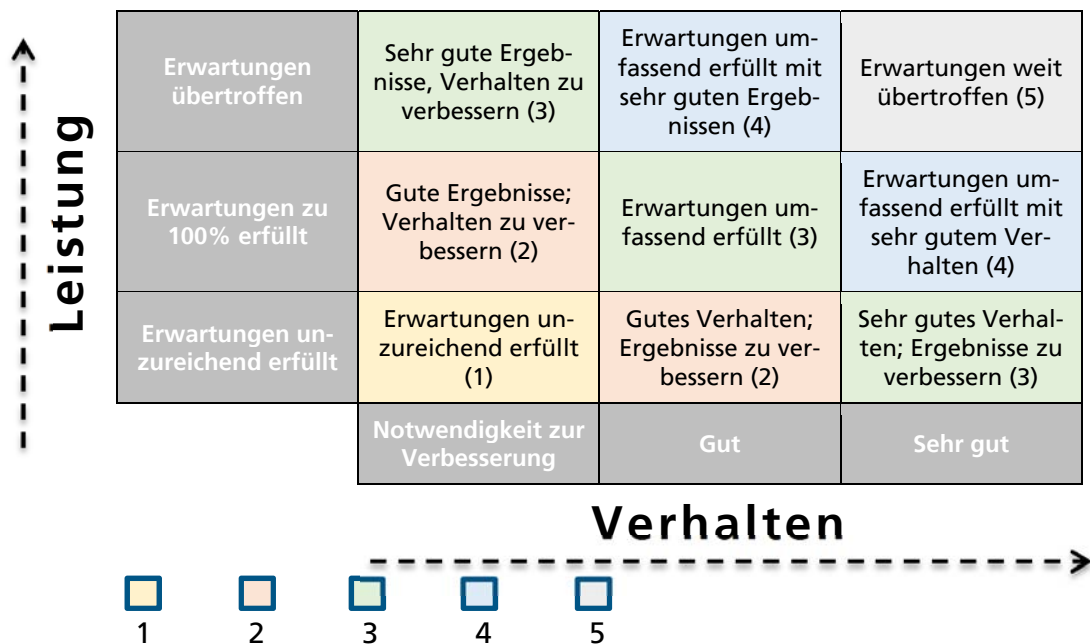 Leistung
Erwartungen
übertroffen
Sehr gute Ergeb-
nisse, Verhalten zu
verbessern (3)
Erwartungen um-
fassend erfüllt mit
sehr guten Ergeb-
nissen (4)
Erwartungen weit
übertroffen (5)
Erwartungen zu
100% erfüllt
Gute Ergebnisse;
Verhalten zu ver-
bessern (2)
Erwartungen um-
fassend erfüllt (3)
Erwartungen um-
fassend erfüllt mit
sehr gutem Ver-
halten (4)
Erwartungen un-
zureichend erfüllt
Erwartungen un-
zureichend erfüllt
(1)
Gutes Verhalten;
Ergebnisse zu ver-
bessern (2)
Sehr gutes Verhal-
ten; Ergebnisse zu
verbessern (3)
Notwendigkeit zur
Verbesserung
Gut
Sehr gut
Verhalten
1 2 3 4 5